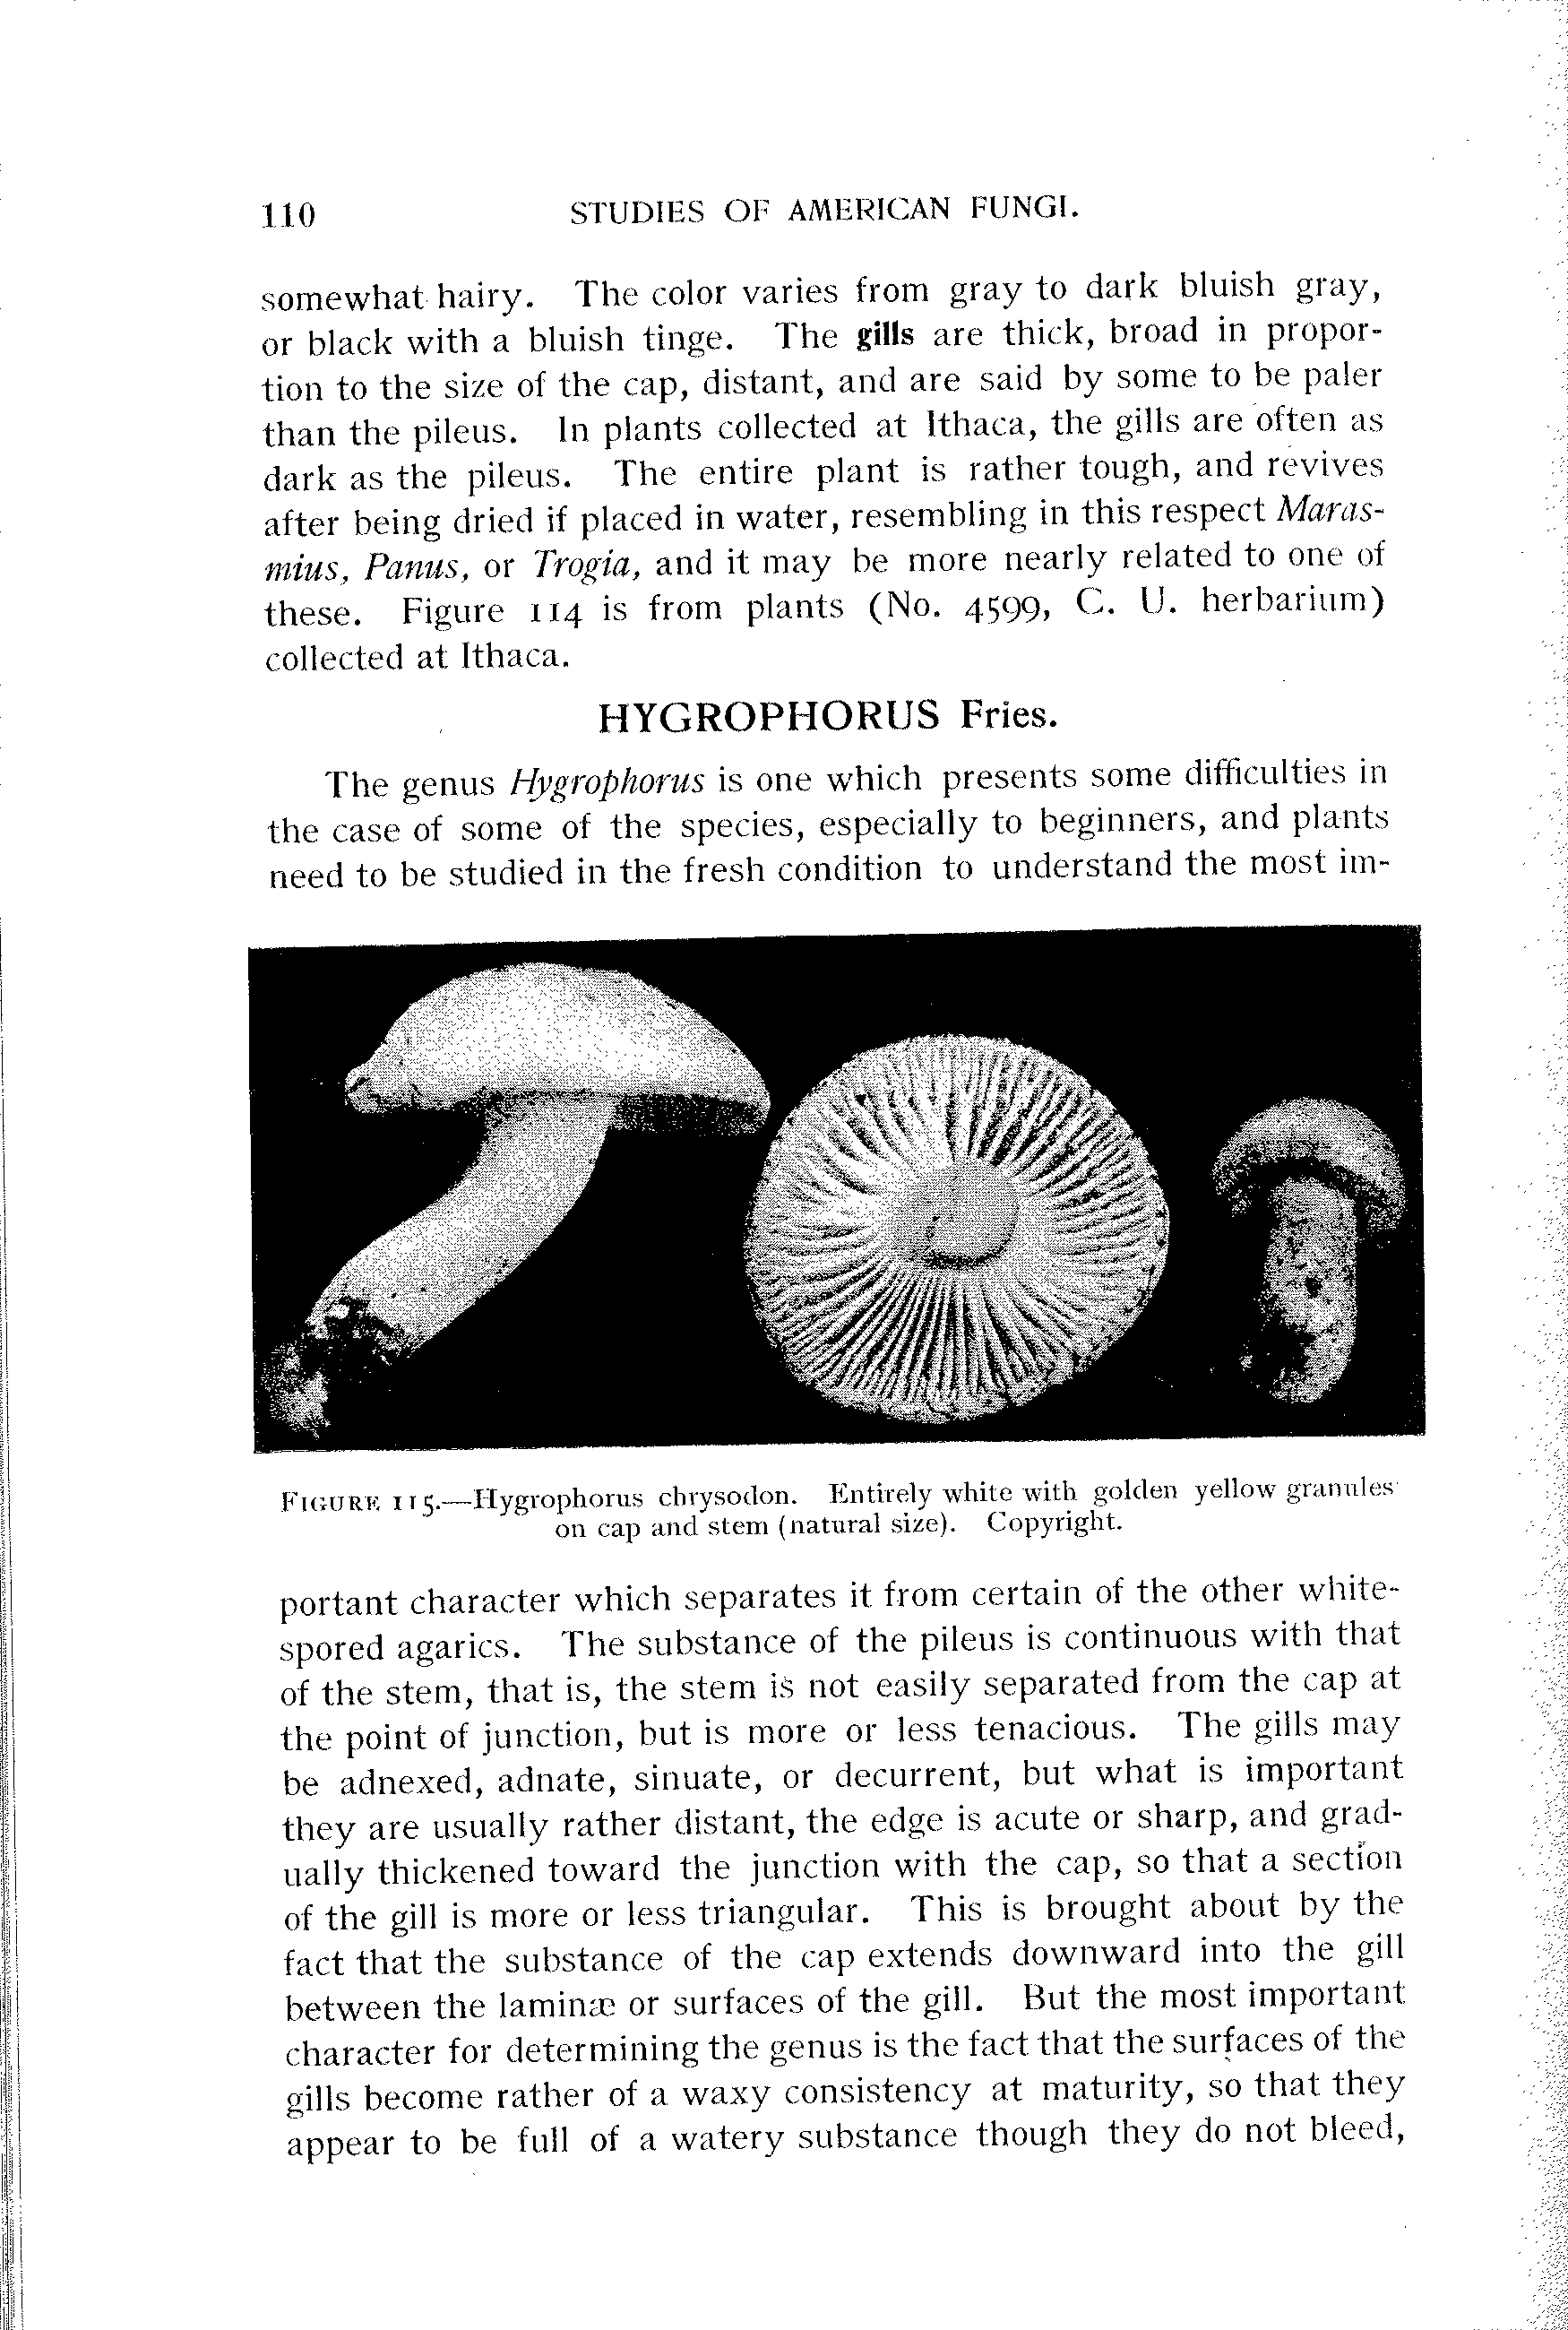 110 STUDIES OF AMERICAN FUNGI.
somewhat hairy. The color varies from gray to dark bluish gray,
or black with a bluish tinge. The gills are thick, broad in propor-
tion to the size of the cap, distant, and are said by some to be paler
than the pileus. In plants collected at Ithaca, the gills are often as
dark as the pileus. The entire plant is rather tough, and revives
after being dried if placed in water, resembling in this respect Maras-
mius, Panus, or Trogia, and it may be more nearly related to one of
these. Figure 114 is from plants (No. 4599, C. U. herbarium)
collected at Ithaca.
HYGROPHORUS Fries.
The genus Hygrophorus is one which presents some difficulties in
the case of some of the species, especially to beginners, and plants
need to be studied in the fresh condition to understand the most im-
FIGURE 115.—Hygrophorus chrysodon. Entirely white with golden yellow granules
on cap and stem (natural size). Copyright.
portant character which separates it from certain of the other white-
spored agarics. The substance of the pileus is continuous with that
of the stem, that is, the stem is not easily separated from the cap at
the point of junction, but is more or less tenacious. The gills may
be adnexed, adnate, sinuate, or decurrent, but what is important
they are usually rather distant, the edge is acute or sharp, and grad-
ually thickened toward the junction with the cap, so that a section
of the gill is more or less triangular. This is brought about by the
fact that the substance of the cap extends downward into the gill
between the laminæ or surfaces of the gill. But the most important
character for determining the genus is the fact that the surfaces of the
gills become rather of a waxy consistency at maturity, so that they
appear to be full of a watery substance though they do not bleed,